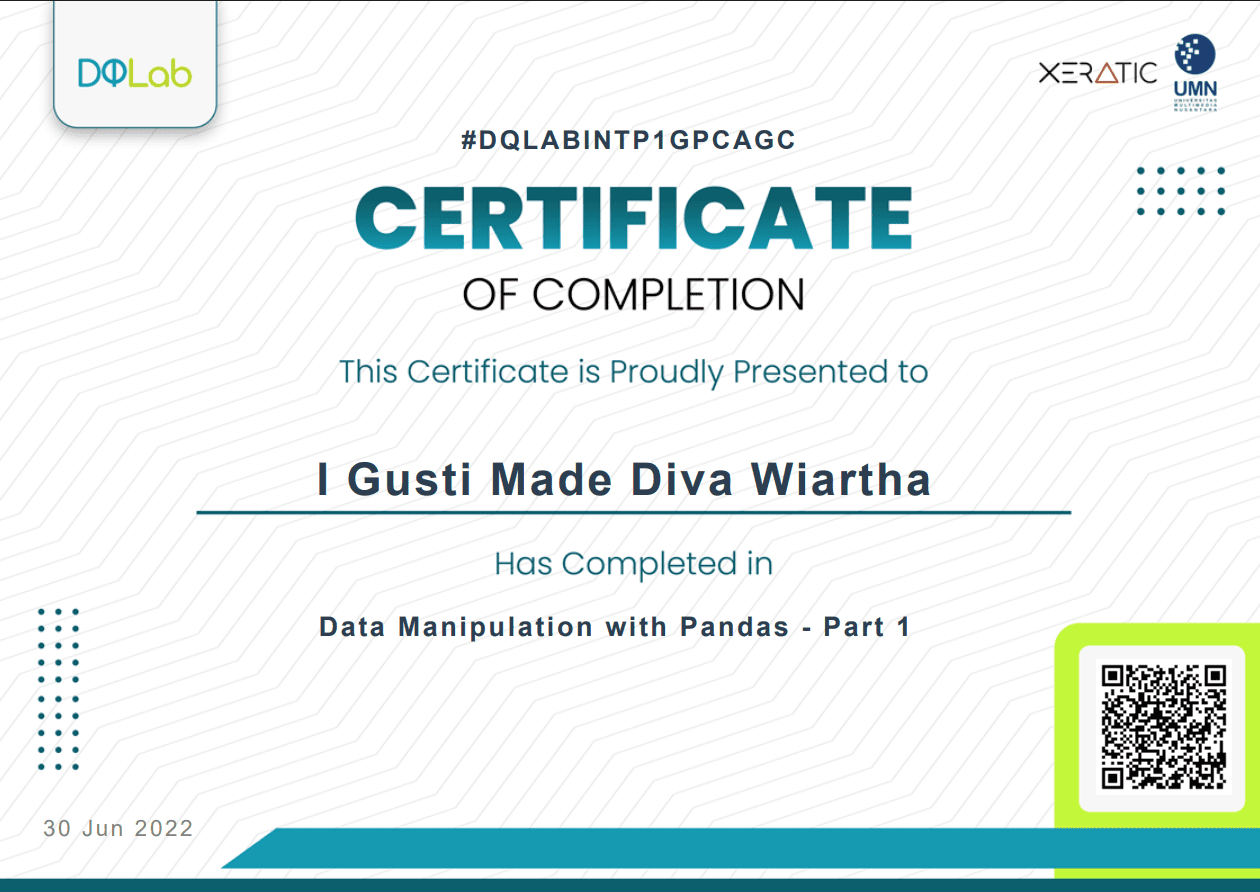 DQLab
XERATIC
UMN
UNIVERSITAS
MULTIMEDIA
NUSANTARA
#DQLABINTP1GPCAGC
CERTIFICATE
OF COMPLETION
This Certificate is Proudly Presented to
I Gusti Made Diva Wiartha
Has Completed in
Data Manipulation with Pandas - Part 1
30 Jun 2022